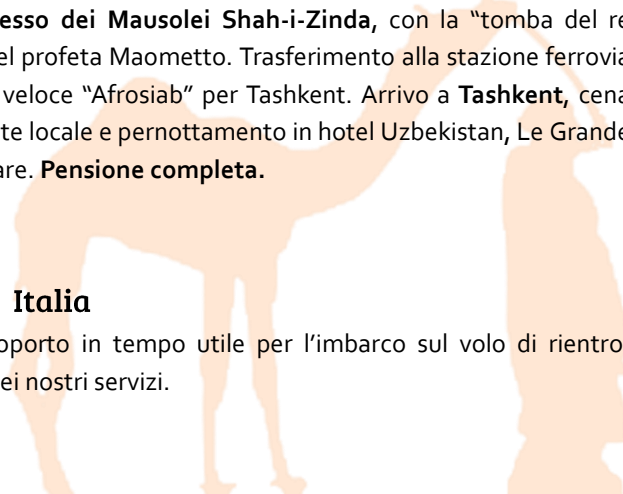 esso dei Mausolei Shah-i-Zinda, con la “tomba del re
el profeta Maometto. Trasferimento alla stazione ferrovia
veloce “Afrosiab” per Tashkent. Arrivo a Tashkent, cena
te locale e pernottamento in hotel Uzbekistan, Le Grande
are. Pensione completa.
Italia
oporto in tempo utile per l’imbarco sul volo di rientro
ei nostri servizi.